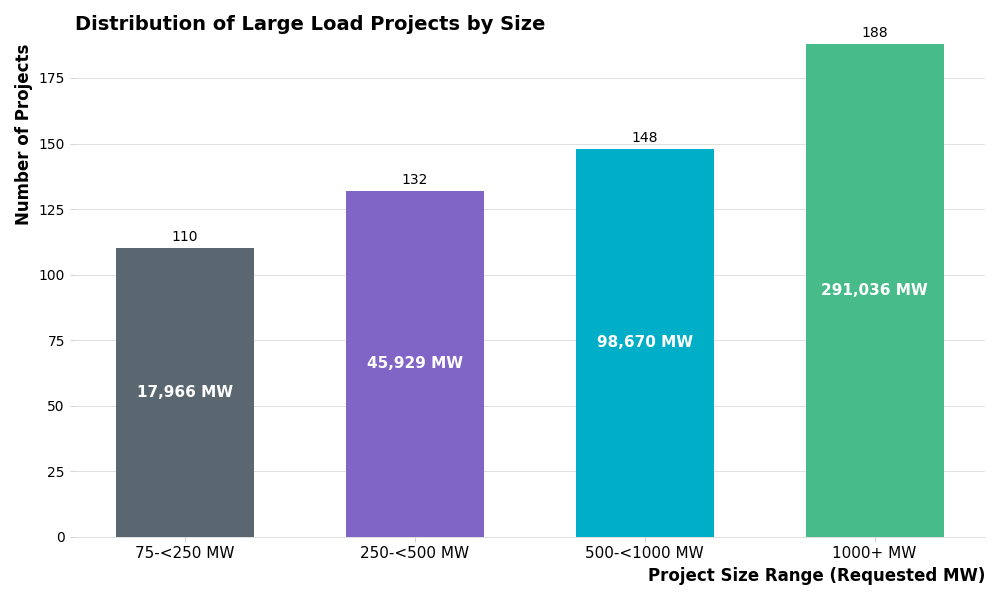 Distribution of Large Load Projects by Size
Number of Projects
188
175
150
148
132
125
110
100
291,036 MW
98,670 MW
75
45,929 MW
17,966 MW
50
25
0
75-<250 MW
250-<500 MW
500-<1000 MW
1000+ MW
Project Size Range (Requested MW)